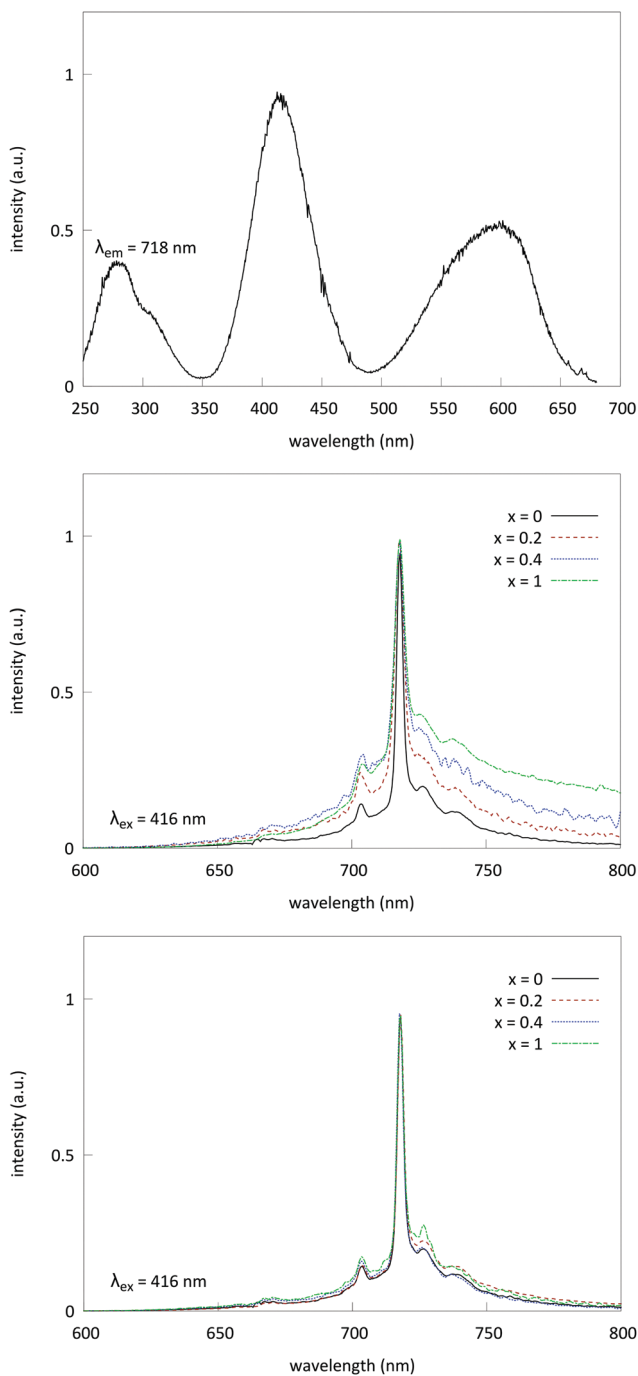 1
0.5
0
intensity (a.u.)
λem = 718 nm
250 300 350 400 450 500 550 600 650 700
wavelength (nm)
x = 0
x = 0.2
x = 0.4
x = 1
1
0.5
0
intensity (a.u.)
λex = 416 nm
600 650 700 750 800
wavelength (nm)
x = 0
x = 0.2
x = 0.4
x = 1
1
0.5
0
intensity (a.u.)
λex = 416 nm
600 650 700 750 800
wavelength (nm)